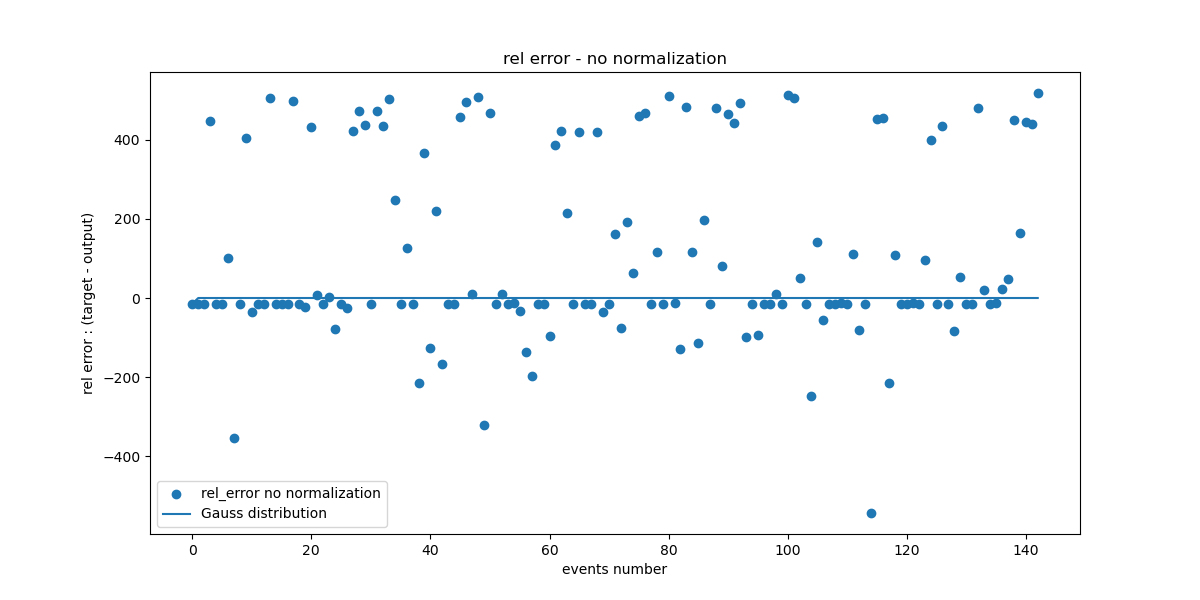 rel error - no normalization
rel error : (target - output)
400
200
0
−200
−400
rel_error no normalization
Gauss distribution
0 20 40 60 80 100 120 140
events number